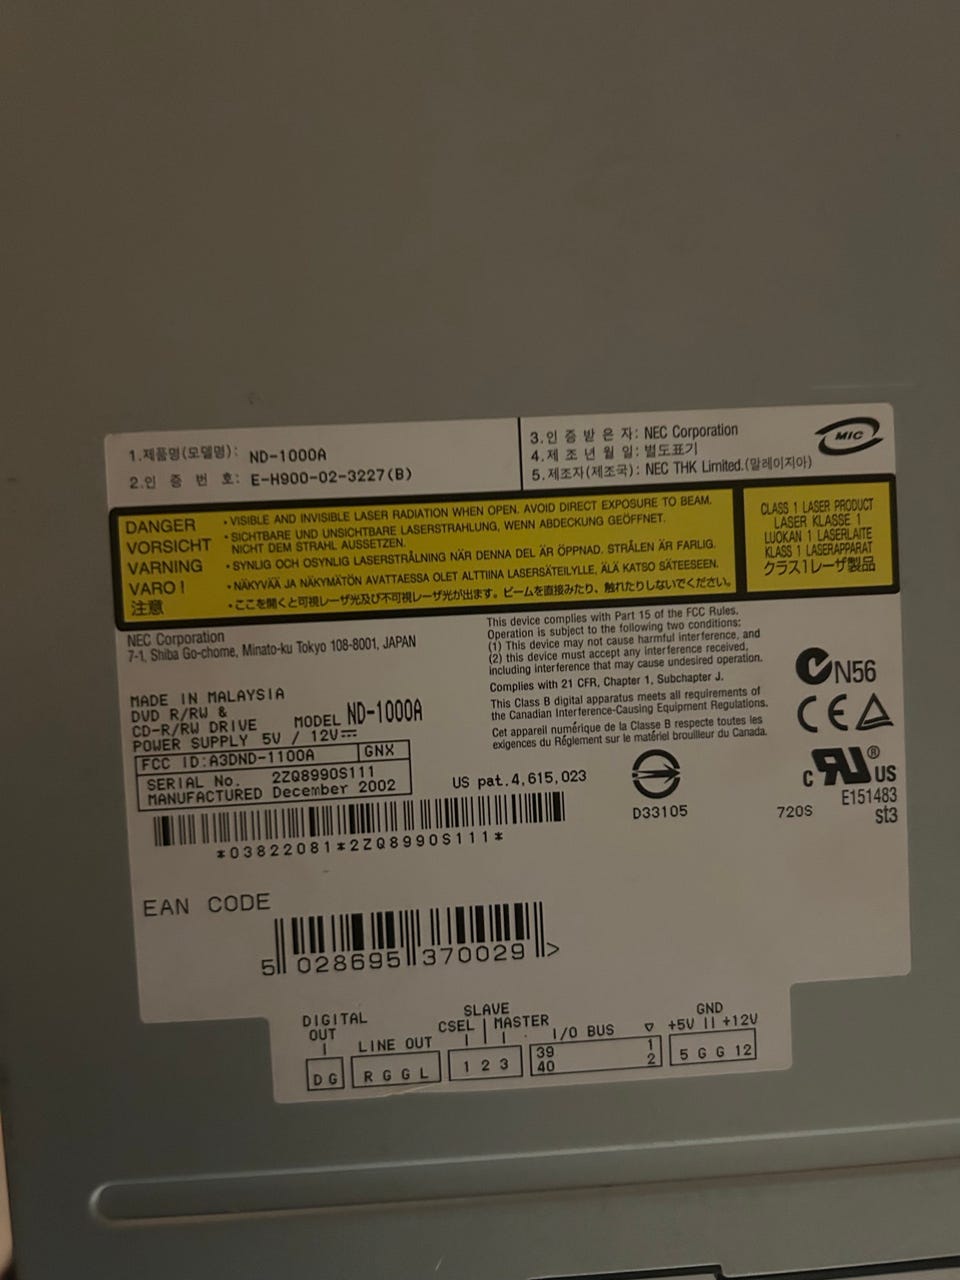 1.제품명(모델명): ND-1000A
2.인 증 번 호: E-H900-02-3227(B)
3.인 증 받 은 자: NEC Corporation
4.제 조 년 월 일: 별도표기
5.제조자(제조국): NEC THK Limited.(말레이지아)
MIC
DANGER
VORSICHT
VARNING
VARO!
注意
・VISIBLE AND INVISIBLE LASER RADIATION WHEN OPEN. AVOID DIRECT EXPOSURE TO BEAM.
・SICHTBARE UND UNSICHTBARE LASERSTRAHLUNG, WENN ABDECKUNG GEÖFFNET.
NICHT DEM STRAHL AUSSETZEN.
・SYNLIG OCH OSYNLIG LASERSTRÅLNING NÄR DENNA DEL ÄR ÖPPNAD. STRÅLEN ÄR FARLIG.
・NÄKYVÄÄ JA NÄKYMÄTÖN AVATTAESSA OLET ALTTIINA LASERSÄTEILYLLE, ÄLÄ KATSO SÄTEESEEN.
・ここを開くと可視レーザ光及び不可視レーザ光が出ます。ビームを直接みたり、触れたりしないでください。
CLASS 1 LASER PRODUCT
LASER KLASSE 1
LUOKAN 1 LASERLAITE
KLASS 1 LASERAPPARAT
クラス1レーザ製品
NEC Corporation
7-1, Shiba Go-chome, Minato-ku Tokyo 108-8001, JAPAN
MADE IN MALAYSIA
DVD R/RW &
CD-R/RW DRIVE MODEL ND-1000A
POWER SUPPLY 5V / 12V⎓
FCC ID:A3DND-1100A GNX
SERIAL No. 2ZQ8990S111
MANUFACTURED December 2002
This device complies with Part 15 of the FCC Rules.
Operation is subject to the following two conditions:
(1) This device may not cause harmful interference, and
(2) this device must accept any interference received,
including interference that may cause undesired operation.
Complies with 21 CFR, Chapter 1, Subchapter J.
This Class B digital apparatus meets all requirements of
the Canadian Interference-Causing Equipment Regulations.
Cet appareil numérique de la Classe B respecte toutes les
exigences du Réglement sur le matériel brouilleur du Canada.
N56
CE
US pat.4,615,023
D33105
C RU® US
E151483
720S
st3
*03822081*2ZQ8990S111*
EAN CODE
5 028695 370029 >
DIGITAL
OUT
LINE OUT
SLAVE
CSEL | MASTER
I/O BUS
GND
+5V || +12V
D G
R G G L
1 2 3
39 1
40 2
5 G G 12